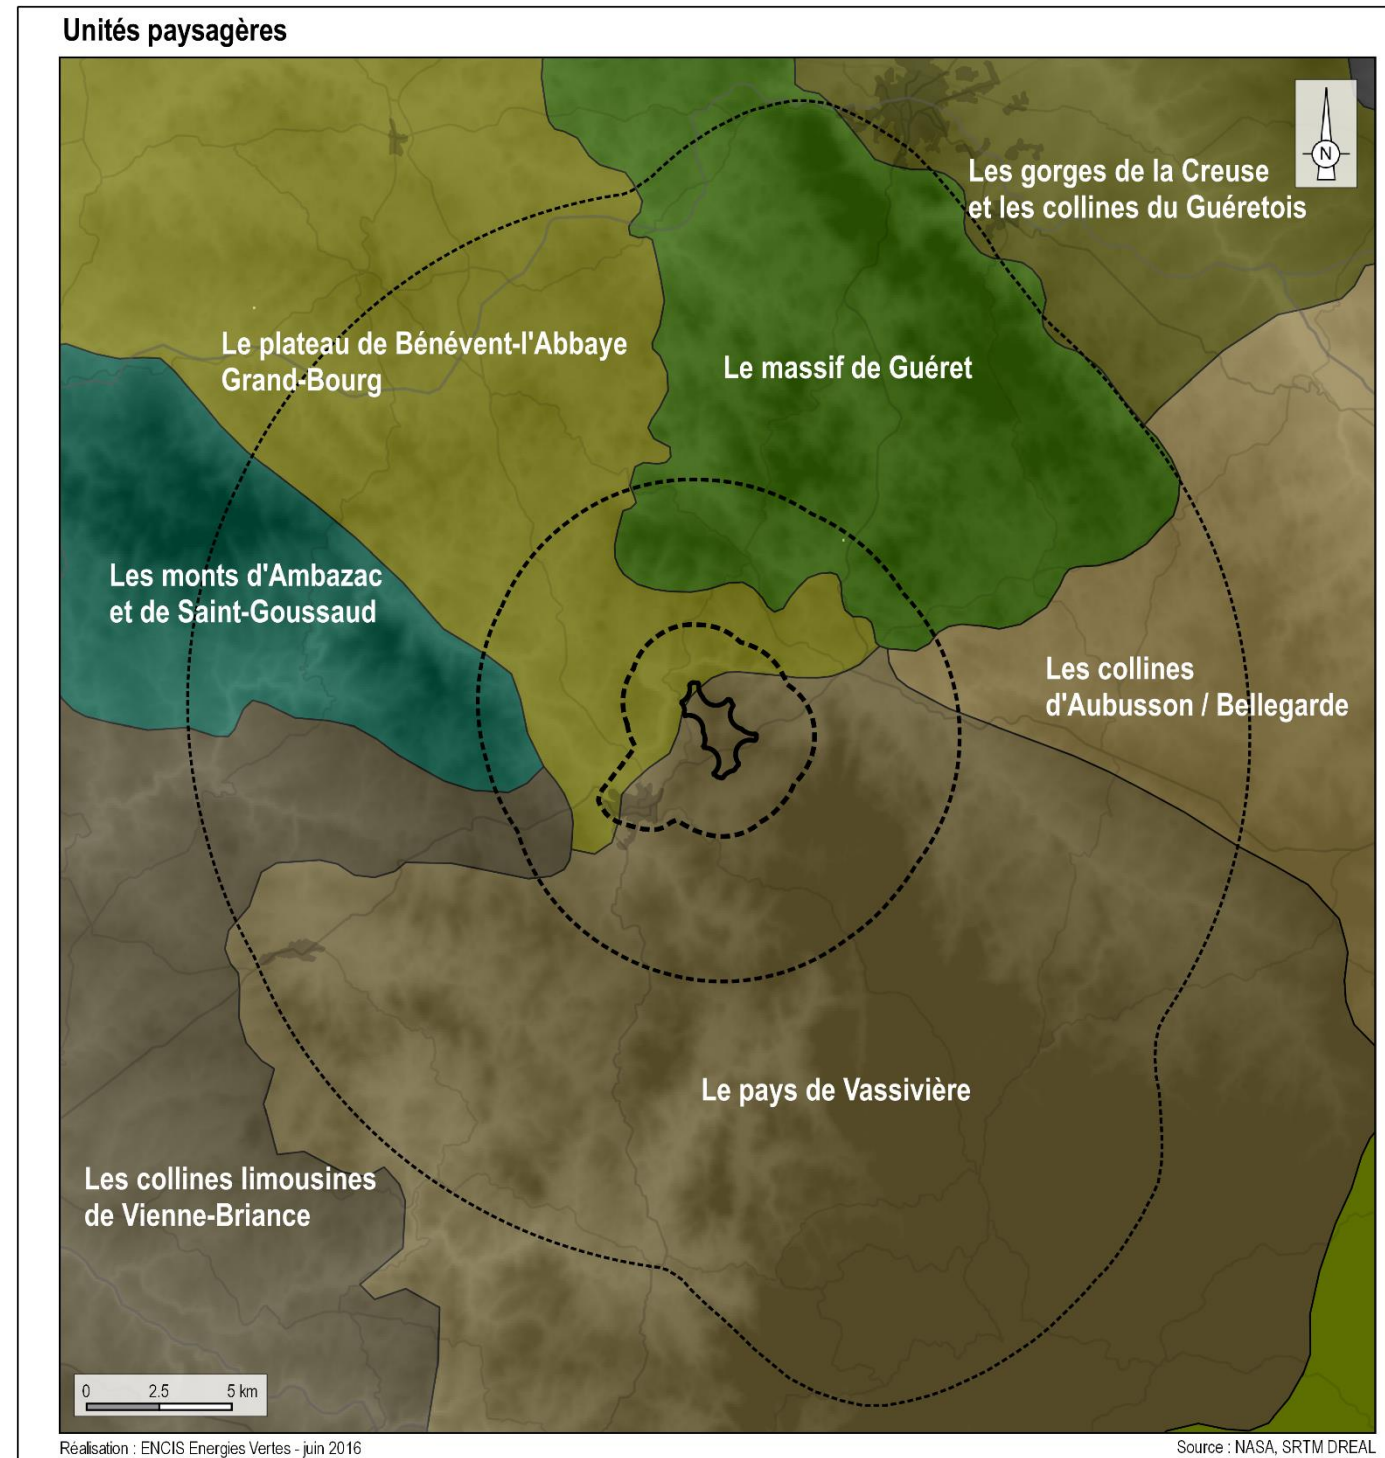 Unités paysagères
N
Les gorges de la Creuse
et les collines du Guéretois
Le plateau de Bénévent-l'Abbaye
Grand-Bourg
Le massif de Guéret
Les monts d'Ambazac
et de Saint-Goussaud
Les collines
d'Aubusson / Bellegarde
Le pays de Vassivière
Les collines limousines
de Vienne-Briance
0 2.5 5 km
Réalisation : ENCIS Energies Vertes - juin 2016
Source : NASA, SRTM DREAL